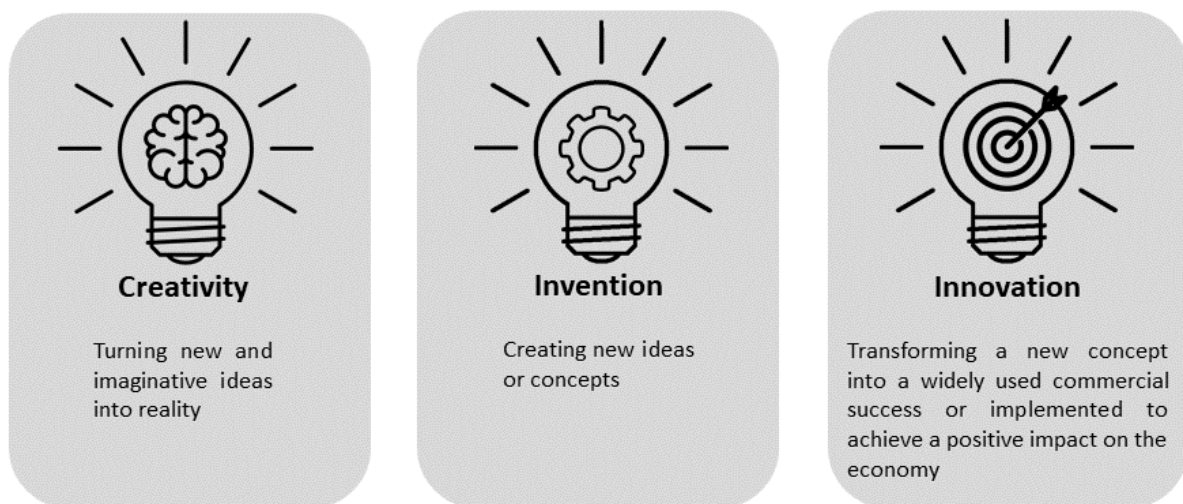 Creativity
Turning new and
imaginative ideas
into reality
Invention
Creating new ideas
or concepts
Innovation
Transforming a new concept
into a widely used commercial
success or implemented to
achieve a positive impact on the
economy